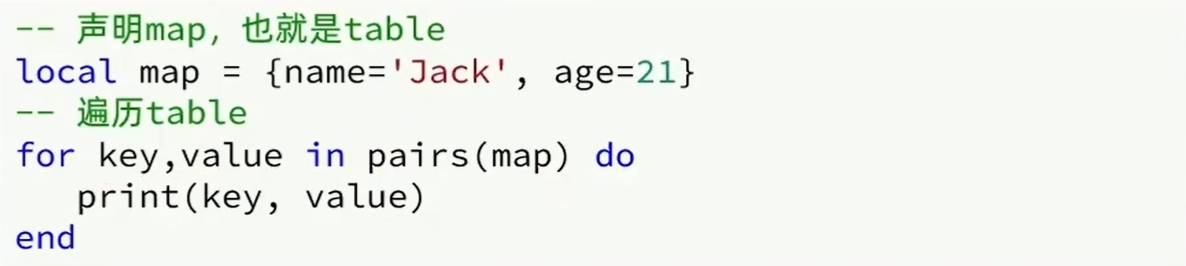 -- 声明map，也就是table
local map = {name='Jack', age=21}
-- 遍历table
for key,value in pairs(map) do
   print(key, value)
end